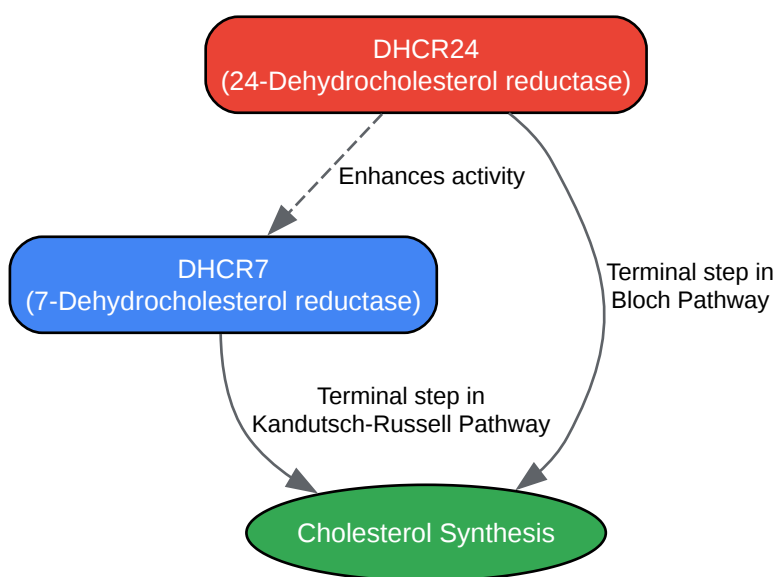 DHCR24
(24-Dehydrocholesterol reductase)
Enhances activity
DHCR7
(7-Dehydrocholesterol reductase)
Terminal step in
Bloch Pathway
Terminal step in
Kandutsch-Russell Pathway
Cholesterol Synthesis